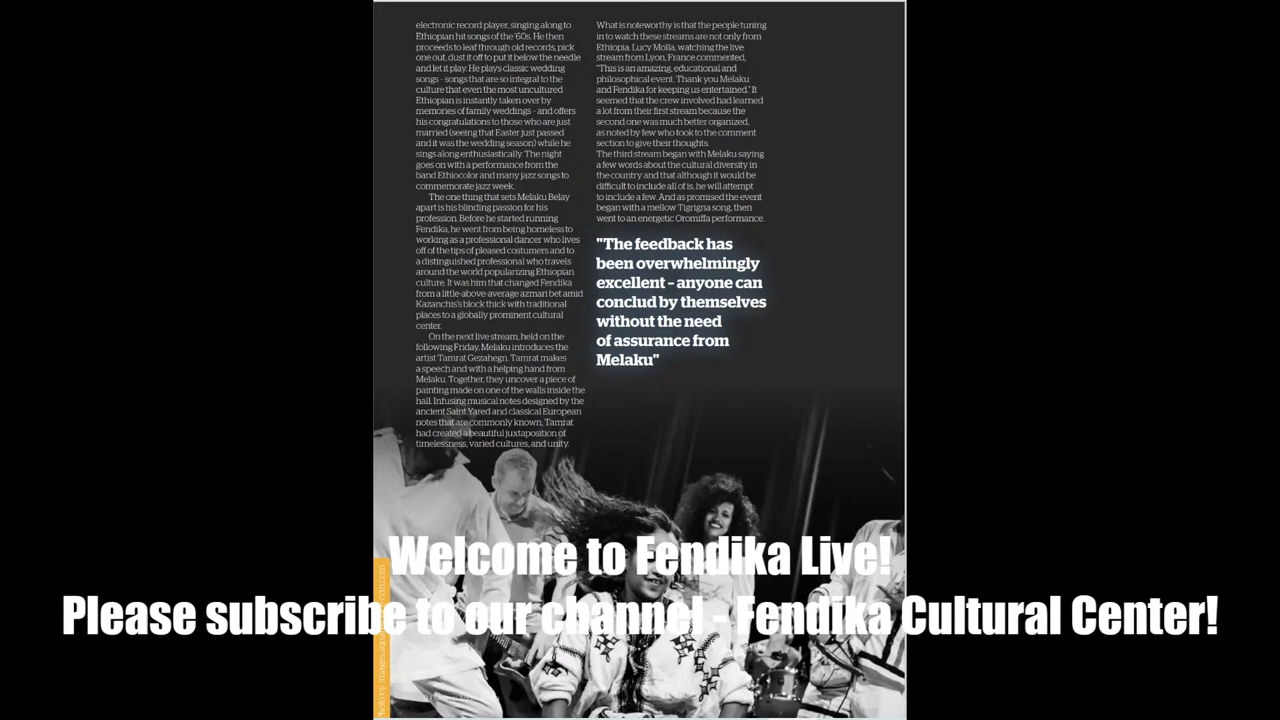 electronic record player, singing along to
Ethiopian hit songs of the '60s. He then
proceeds to leaf through old records, pick
one out, dust it off to put it below the needle
and let it play. He plays classic wedding
songs – songs that are so integral to the
culture that even the most uncultured
Ethiopian is instantly taken over by
memories of family weddings – and offers
his congratulations to those who are just
married (seeing that Easter just passed
and it was the wedding season) while he
sings along enthusiastically. The night
goes on with a performance from the
band Ethiocolor and many jazz songs to
commemorate jazz week.
The one thing that sets Melaku Belay
apart is his blinding passion for his
profession. Before he started running
Fendika, he went from being homeless to
working as a professional dancer who lives
off of the tips of pleased costumers and to
a distinguished professional who travels
around the world popularizing Ethiopian
culture. It was him that changed Fendika
from a little-above-average azmari bet amid
Kazanchis's block thick with traditional
places to a globally prominent cultural
center.
On the next live stream, held on the
following Friday, Melaku introduces the
artist Tamrat Gezahegn. Tamrat makes
a speech and with a helping hand from
Melaku. Together, they uncover a piece of
painting made on one of the walls inside the
hall. Infusing musical notes designed by the
ancient Saint Yared and classical European
notes that are commonly known, Tamrat
had created a beautiful juxtaposition of
timelessness, varied cultures, and unity.
What is noteworthy is that the people tuning
in to watch these streams are not only from
Ethiopia. Lucy Molla, watching the live
stream from Lyon, France commented,
"This is an amazing, educational and
philosophical event. Thank you Melaku
and Fendika for keeping us entertained." It
seemed that the crew involved had learned
a lot from their first stream because the
second one was much better organized,
as noted by few who took to the comment
section to give their thoughts.
The third stream began with Melaku saying
a few words about the cultural diversity in
the country and that although it would be
difficult to include all of is, he will attempt
to include a few. And as promised the event
began with a mellow Tigrigna song, then
went to an energetic Oromiffa performance.
"The feedback has
been overwhelmingly
excellent – anyone can
conclud by themselves
without the need
of assurance from
Melaku"
Welcome to Fendika Live!
Please subscribe to our channel - Fendika Cultural Center!